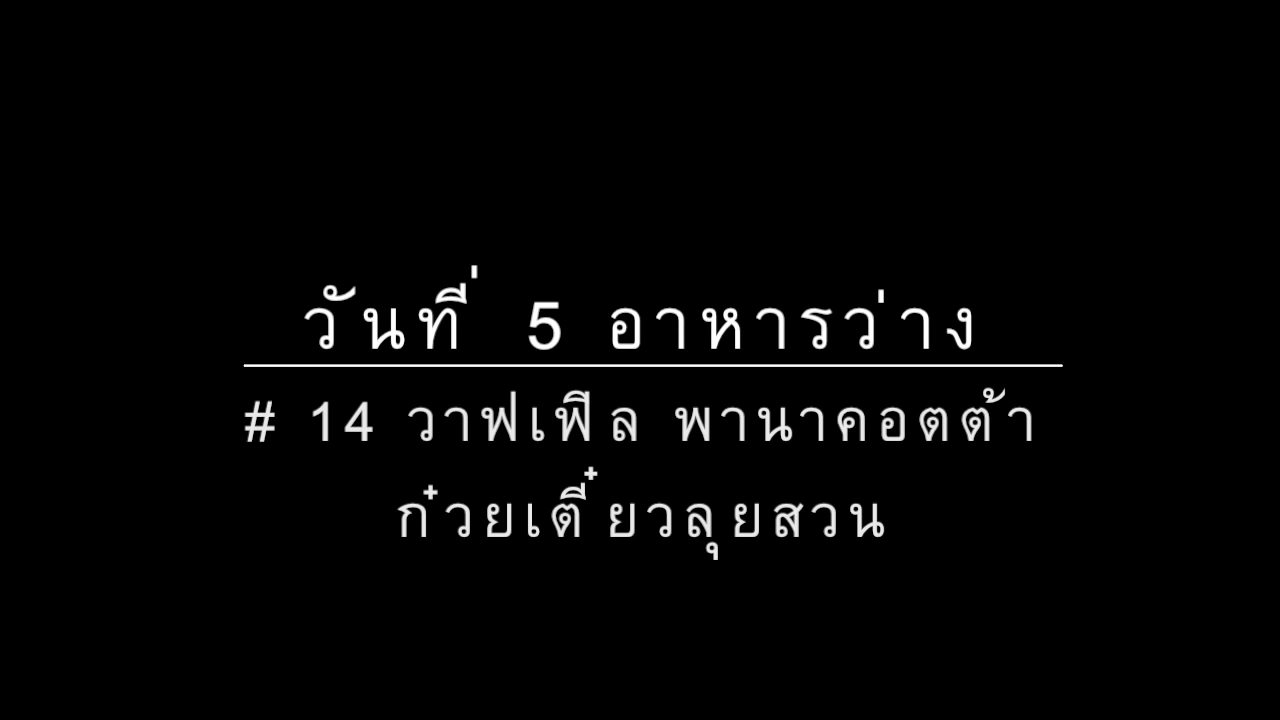 วันที่ 5 อาหารว่าง
# 14 วาฟเฟีล พานาคอตต้า
ก๋วยเตี๋ยวลุยสวน